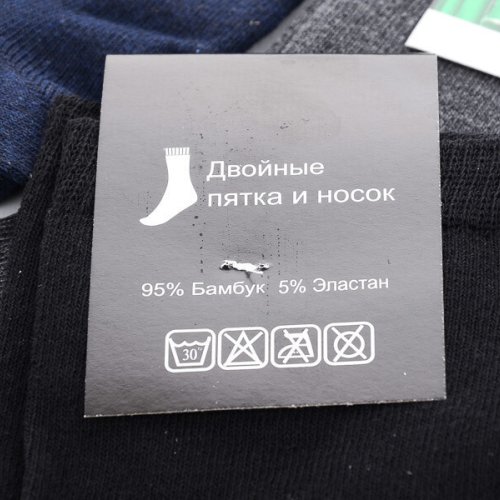 Двойные
пятка и носок
95% Бамбук 5% Эластан
30°